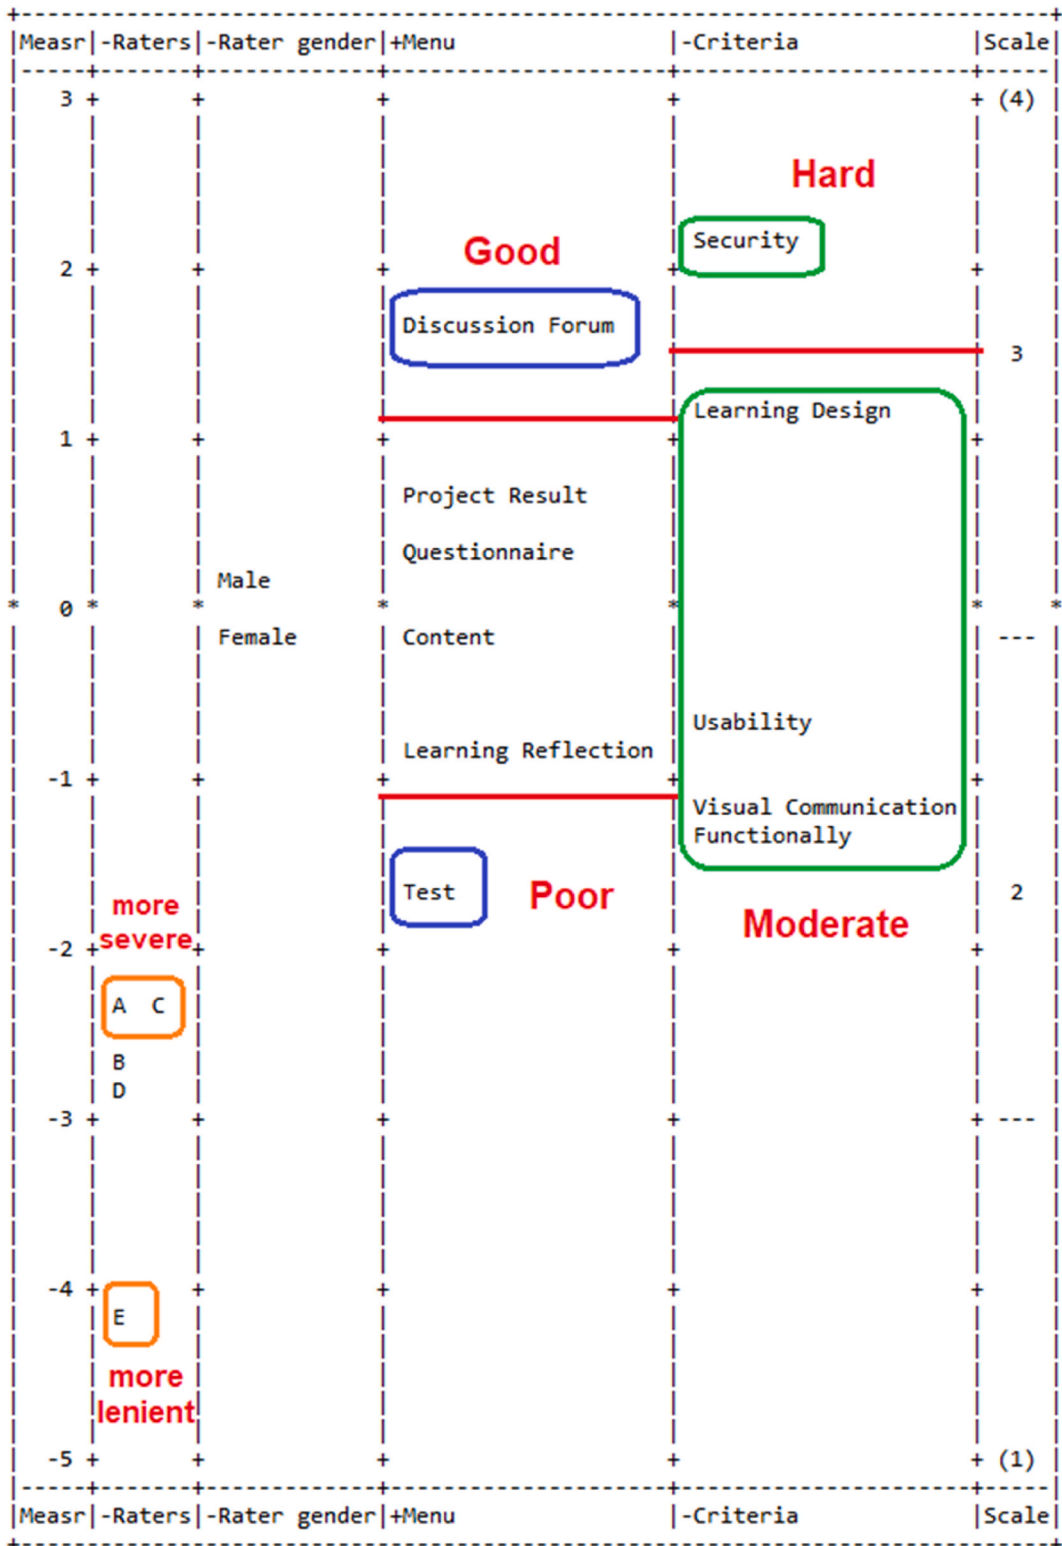 Measr -Raters -Rater gender +Menu -Criteria Scale
3 (4)
Hard
Security
Good
2
Discussion Forum
3
Learning Design
1
Project Result
Questionnaire
Male
0
Female Content ---
Usability
Learning Reflection
-1
Visual Communication
Functionally
Test 2
Poor
more
severe
Moderate
-2
A C
B
D
-3 ---
-4
E
more
lenient
-5 (1)
Measr -Raters -Rater gender +Menu -Criteria Scale